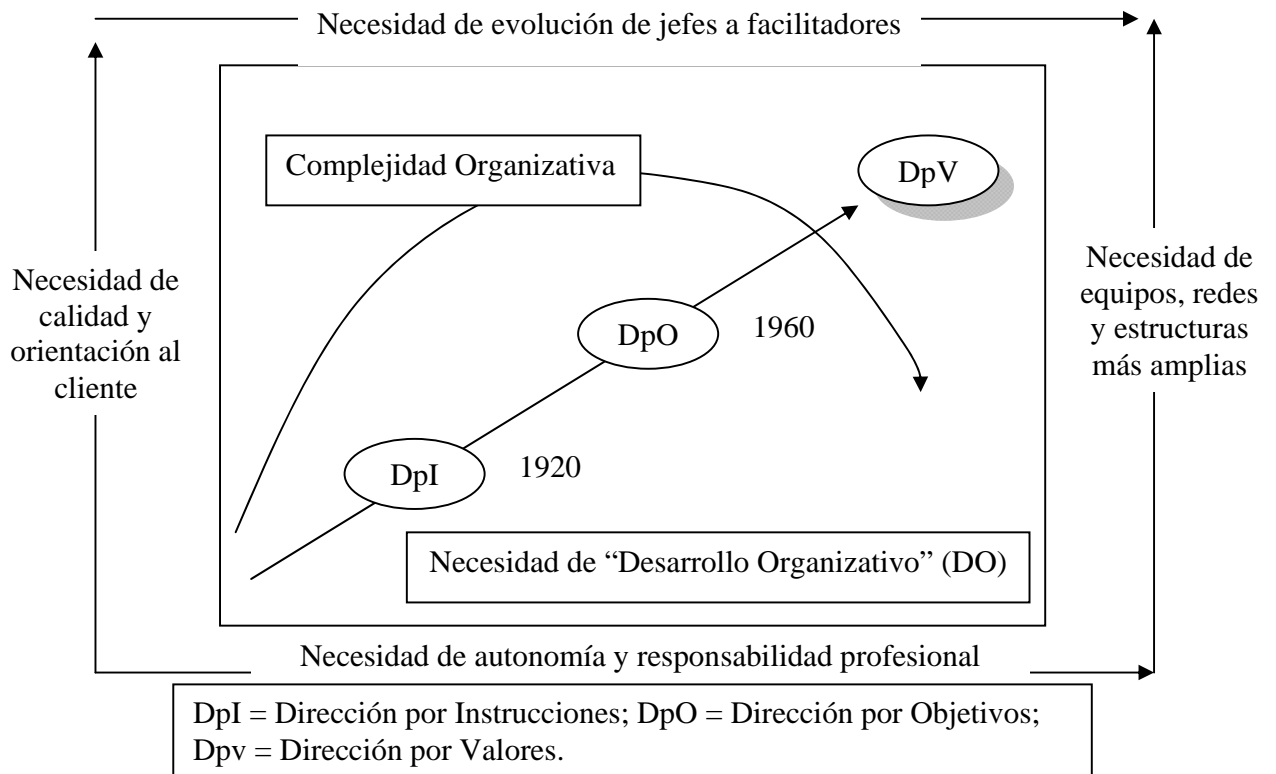 Necesidad de evolución de jefes a facilitadores
Complejidad Organizativa
DpV
Necesidad de
calidad y
orientación al
cliente
Necesidad de
equipos, redes
y estructuras
más amplias
DpO
1960
DpI
1920
Necesidad de “Desarrollo Organizativo” (DO)
Necesidad de autonomía y responsabilidad profesional
DpI = Dirección por Instrucciones; DpO = Dirección por Objetivos;
Dpv = Dirección por Valores.